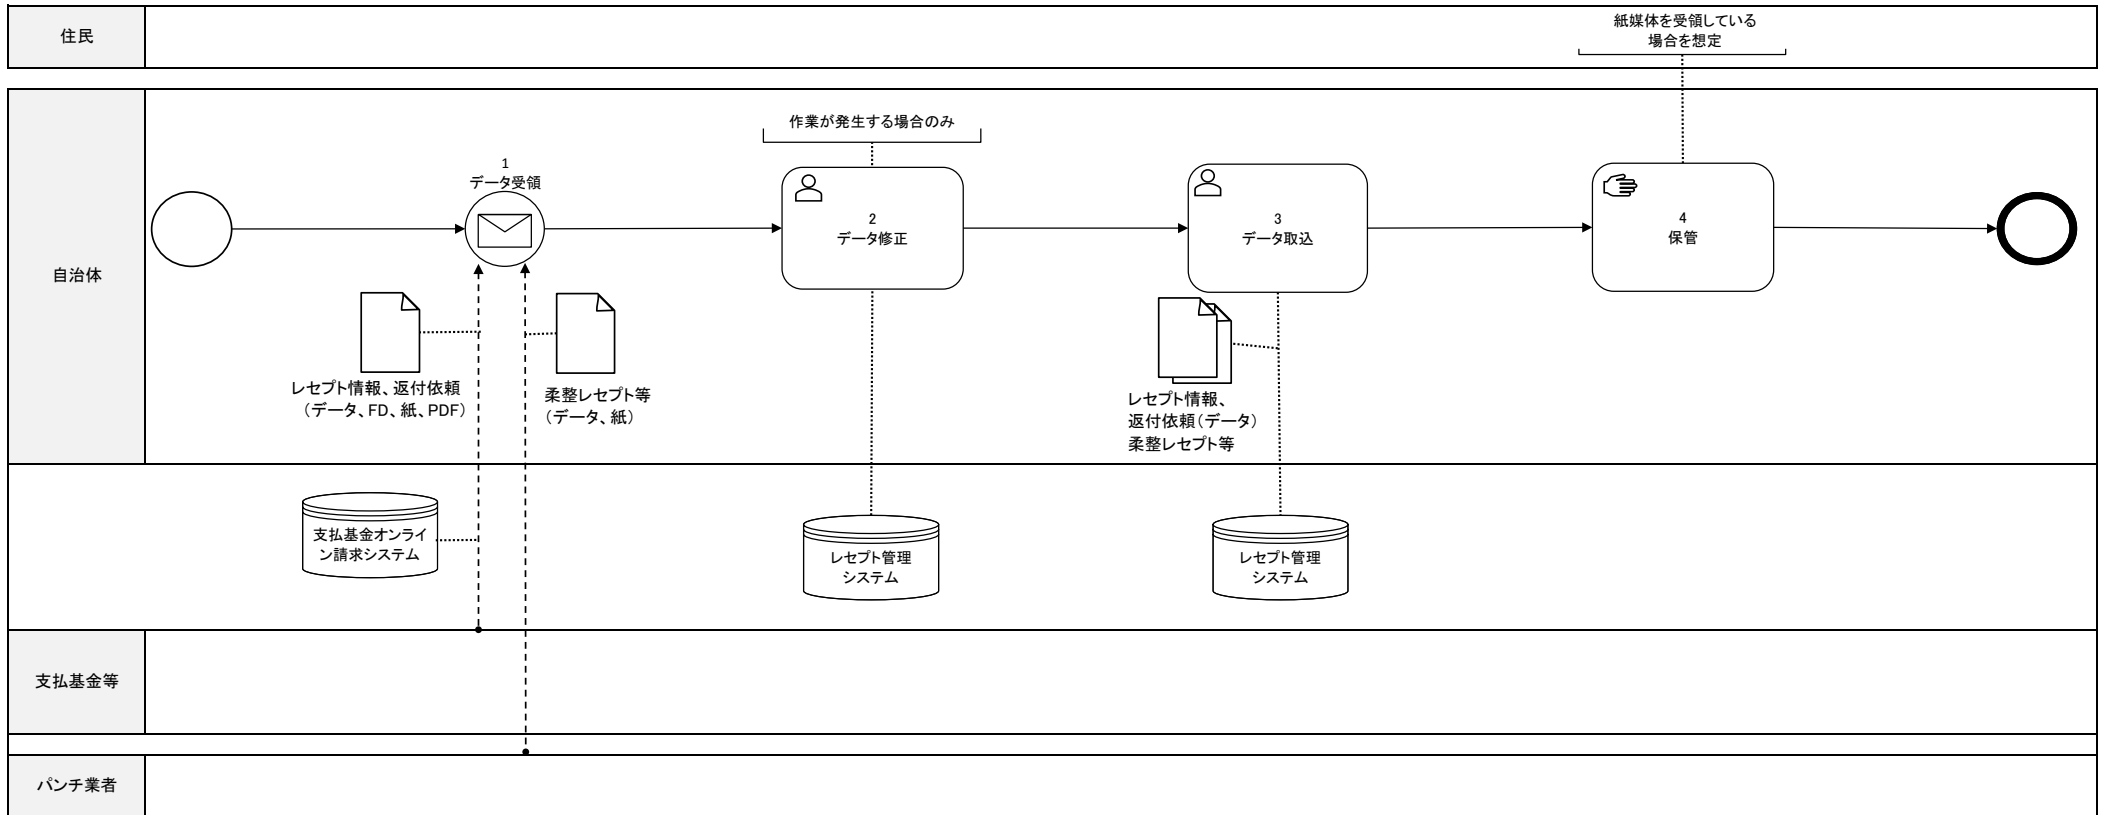 住民
紙媒体を受領している
場合を想定
自治体
作業が発生する場合のみ
1
データ受領
2
データ修正
3
データ取込
4
保管
レセプト情報、返付依頼
（データ、FD、紙、PDF）
柔整レセプト等
（データ、紙）
レセプト情報、
返付依頼（データ）
柔整レセプト等
支払基金オンライ
ン請求システム
レセプト管理
システム
レセプト管理
システム
支払基金等
パンチ業者